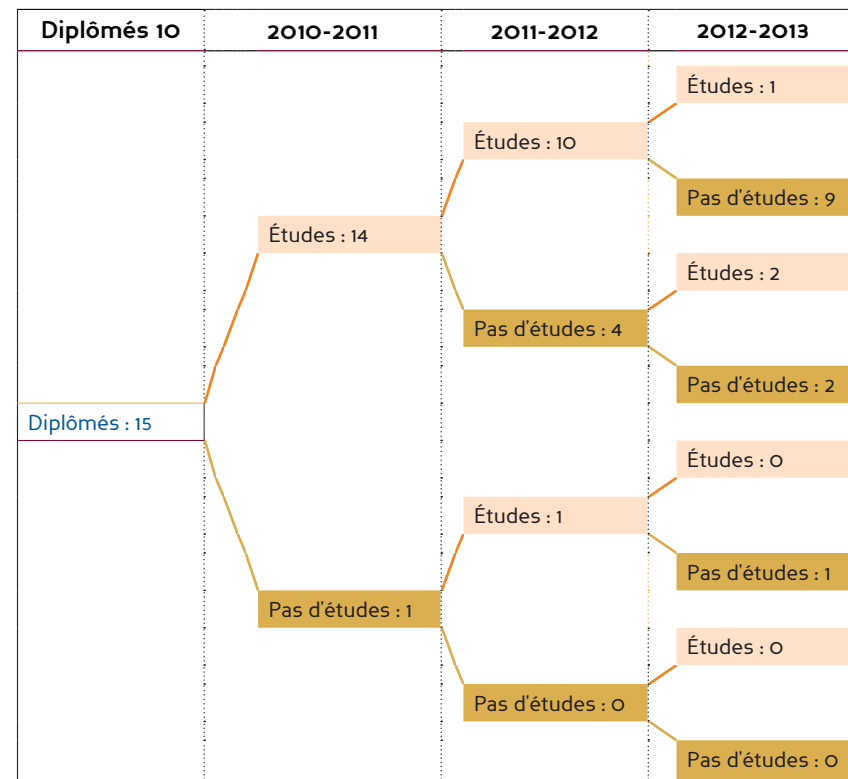 Diplômés 10 2010-2011 2011-2012 2012-2013
Études : 1
Études : 10
Pas d'études : 9
Études : 14
Études : 2
Pas d'études : 4
Pas d'études : 2
Diplômés : 15
Études : 0
Études : 1
Pas d'études : 1
Pas d'études : 1
Études : 0
Pas d'études : 0
Pas d'études : 0